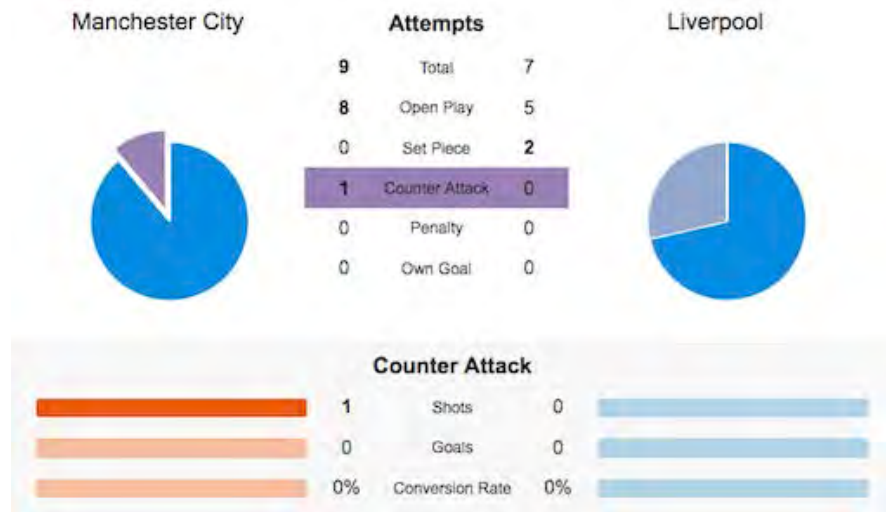 Manchester City Attempts Liverpool
9 Total 7
8 Open Play 5
0 Set Piece 2
1 Counter Attack 0
0 Penalty 0
0 Own Goal 0
Counter Attack
1 Shots 0
0 Goals 0
0% Conversion Rate 0%